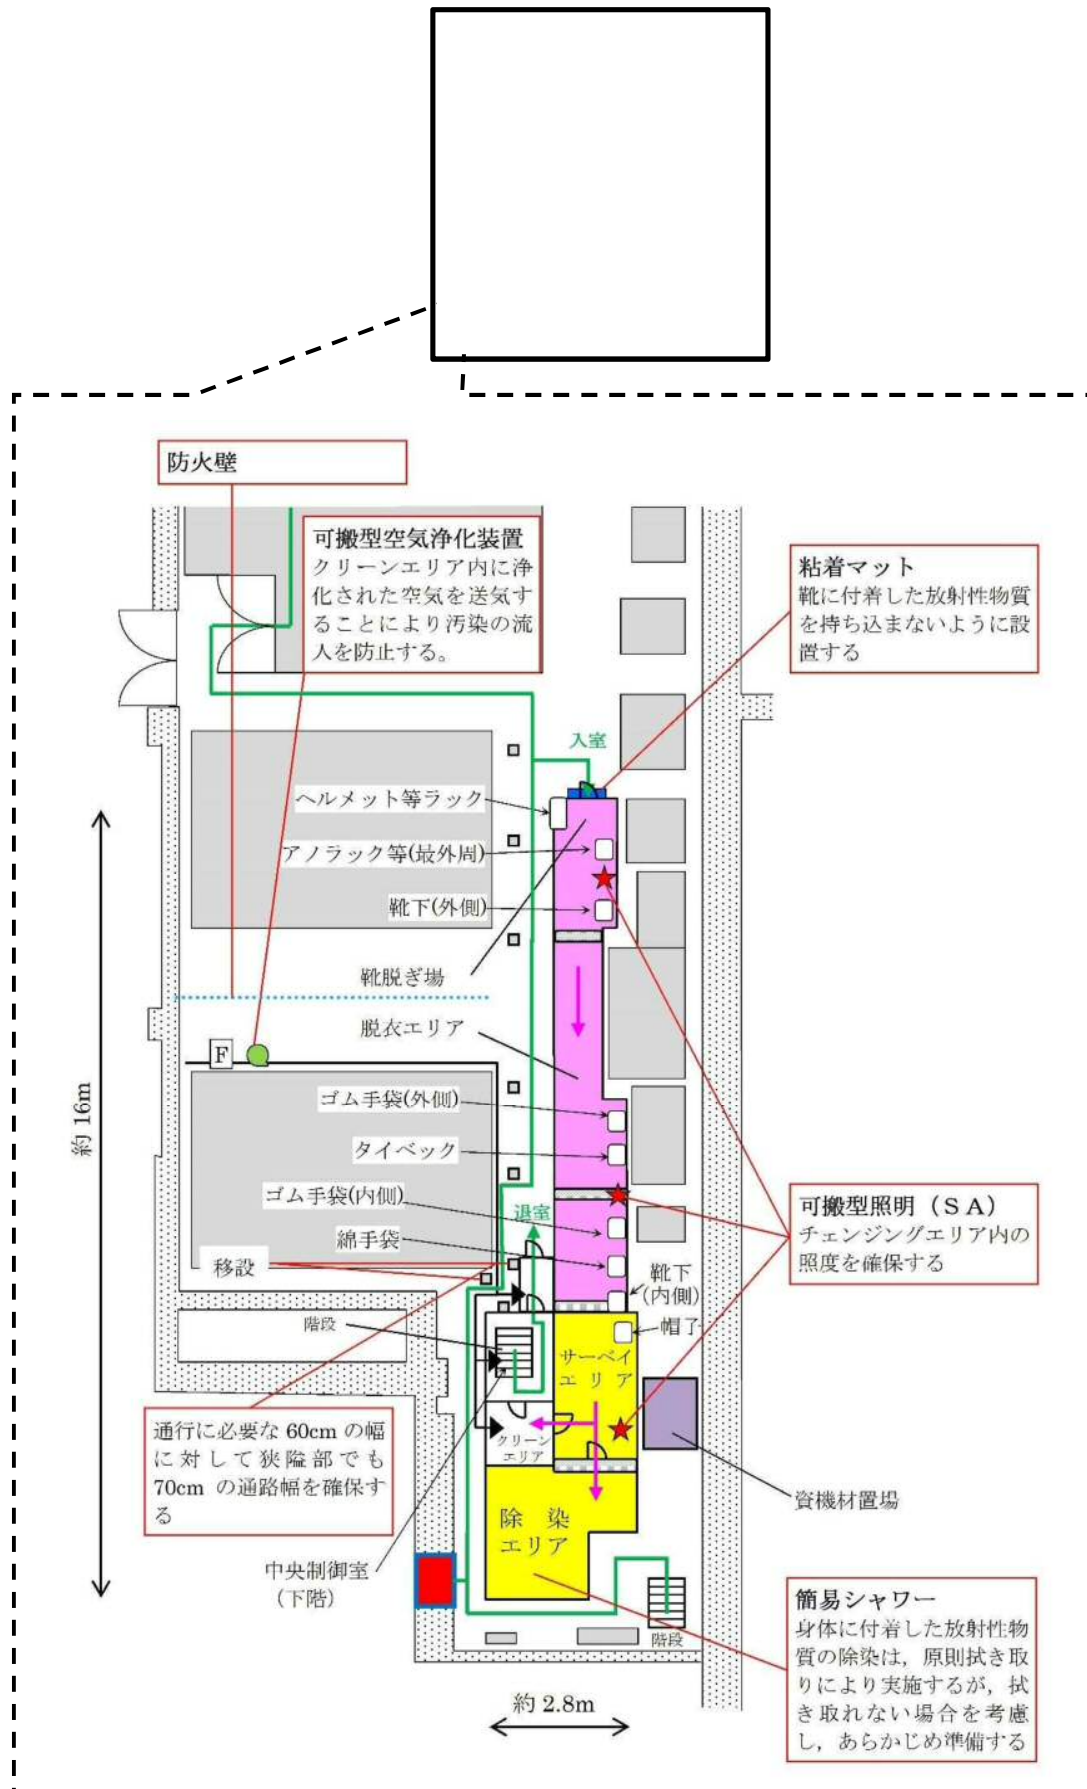 防火壁
可搬型空気浄化装置
クリーンエリア内に浄
化された空気を送気す
ることにより汚染の流
入を防止する。
粘着マット
靴に付着した放射性物質
を持ち込まないように設
置する
入室
ヘルメット等ラック
アノラック等(最外周)
靴下(外側)
靴脱ぎ場
脱衣エリア
F
ゴム手袋(外側)
タイベック
ゴム手袋(内側)
退室
綿手袋
移設
約 16m
可搬型照明（ＳＡ）
チェンジングエリア内の
照度を確保する
靴下
(内側)
帽子
階段
サーベイ
エ リ ア
クリーン
エリア
通行に必要な 60cm の幅
に対して狭隘部でも
70cm の通路幅を確保す
る
資機材置場
除 染
エリア
中央制御室
（下階）
階段
簡易シャワー
身体に付着した放射性物
質の除染は，原則拭き取
りにより実施するが，拭
き取れない場合を考慮
し，あらかじめ準備する
約 2.8m